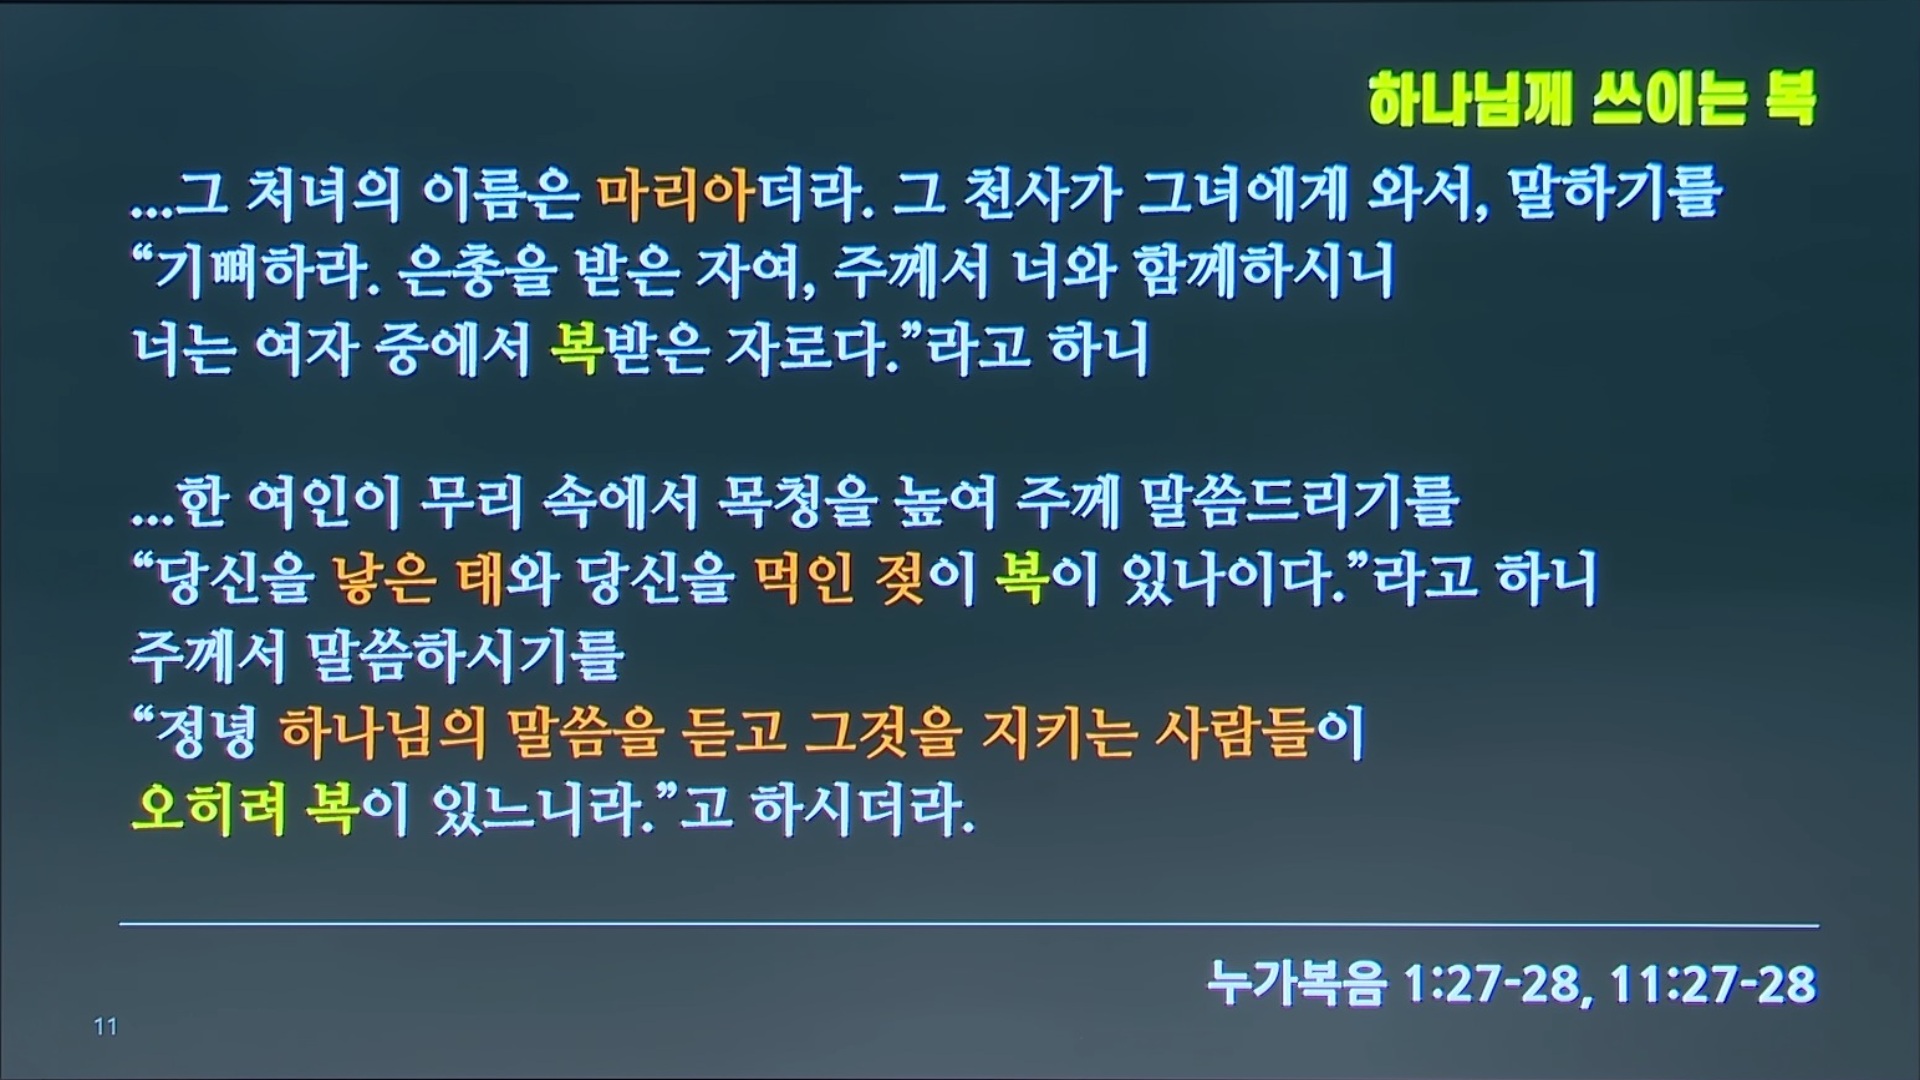 하나님께 쓰이는 복
...그 처녀의 이름은 마리아더라. 그 천사가 그녀에게 와서, 말하기를
“기뻐하라. 은총을 받은 자여, 주께서 너와 함께하시니
너는 여자 중에서 복받은 자로다.”라고 하니
...한 여인이 무리 속에서 목청을 높여 주께 말씀드리기를
“당신을 낳은 태와 당신을 먹인 젖이 복이 있나이다.”라고 하니
주께서 말씀하시기를
“정녕 하나님의 말씀을 듣고 그것을 지키는 사람들이
오히려 복이 있느니라.”고 하시더라.
누가복음 1:27-28, 11:27-28
11